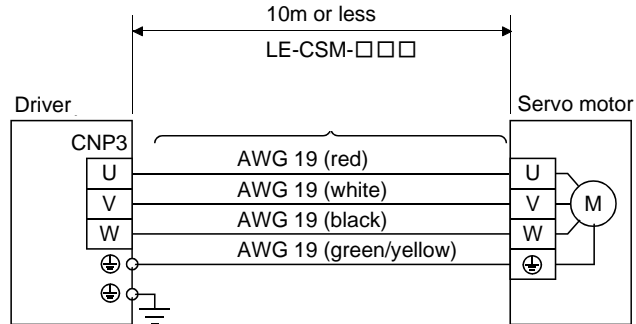 10m or less
LE-CSM-□□□
Driver
Servo motor
CNP3
U AWG 19 (red) U
V AWG 19 (white) V M
W AWG 19 (black) W
AWG 19 (green/yellow)